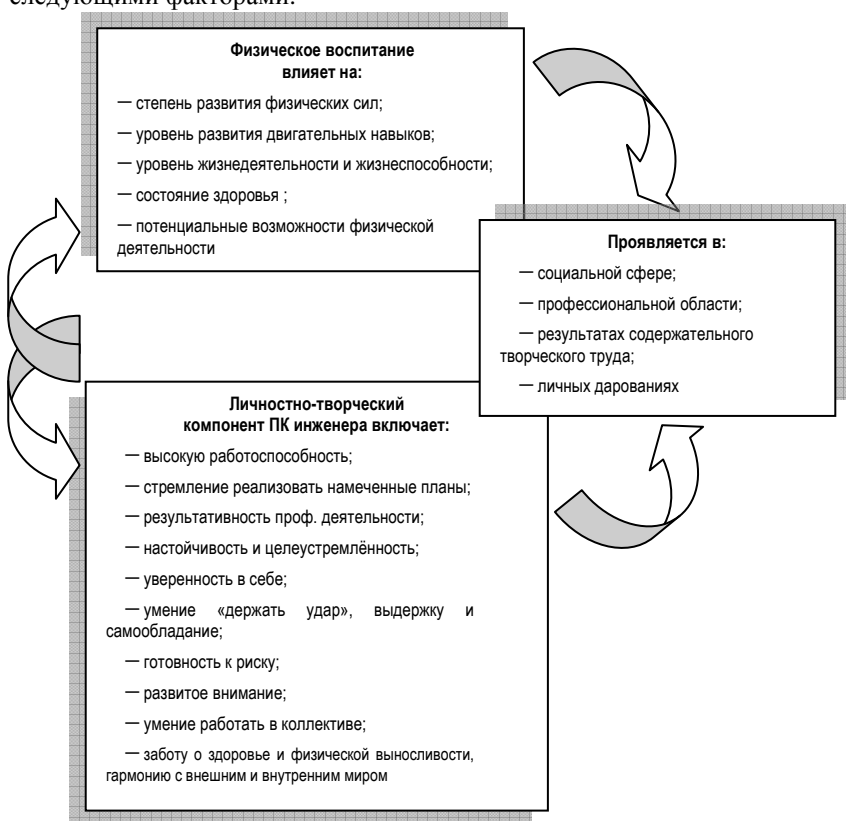 следующими факторами:
Физическое воспитание
влияет на:
— степень развития физических сил;
— уровень развития двигательных навыков;
— уровень жизнедеятельности и жизнеспособности;
— состояние здоровья ;
— потенциальные возможности физической
деятельности
Проявляется в:
— социальной сфере;
— профессиональной области;
— результатах содержательного
творческого труда;
— личных дарованиях
Личностно-творческий
компонент ПК инженера включает:
— высокую работоспособность;
— стремление реализовать намеченные планы;
— результативность проф. деятельности;
— настойчивость и целеустремлённость;
— уверенность в себе;
— умение «держать удар», выдержку и
самообладание;
— готовность к риску;
— развитое внимание;
— умение работать в коллективе;
— заботу о здоровье и физической выносливости,
гармонию с внешним и внутренним миром